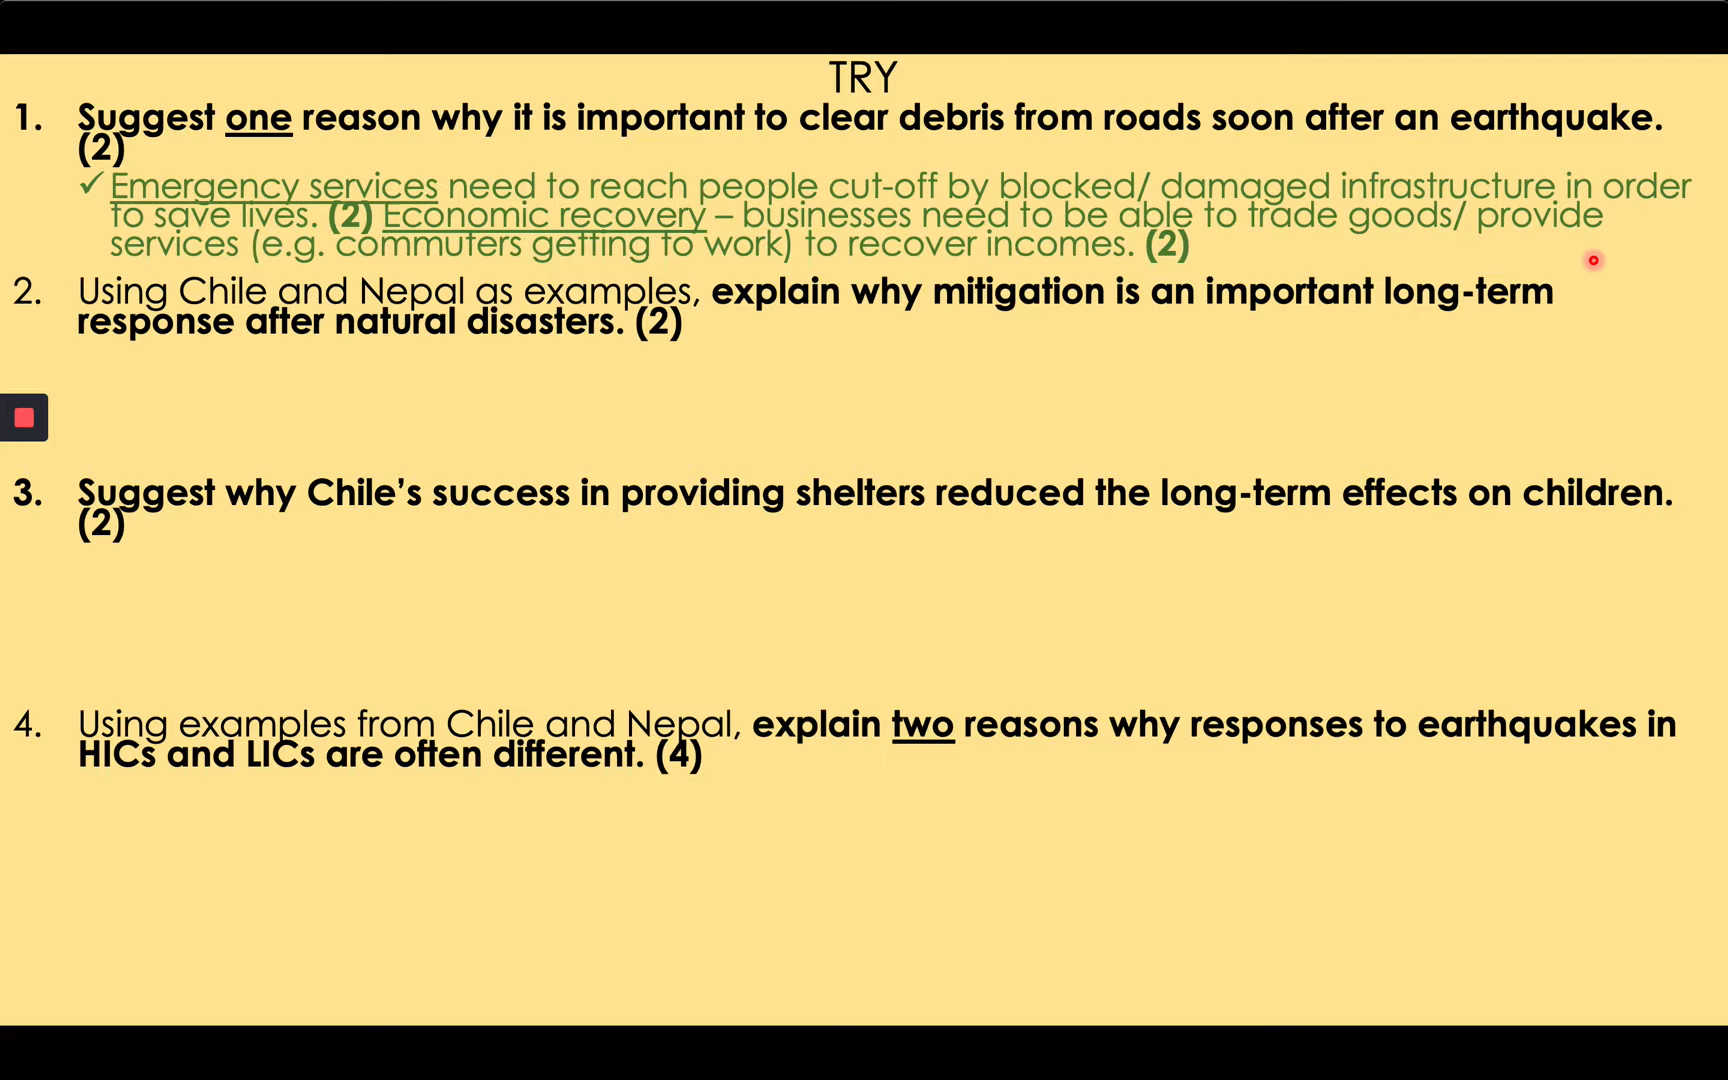 TRY
1. Suggest one reason why it is important to clear debris from roads soon after an earthquake.
(2)
✓ Emergency services need to reach people cut-off by blocked/ damaged infrastructure in order
to save lives. (2) Economic recovery – businesses need to be able to trade goods/ provide
services (e.g. commuters getting to work) to recover incomes. (2)
2. Using Chile and Nepal as examples, explain why mitigation is an important long-term
response after natural disasters. (2)
3. Suggest why Chile’s success in providing shelters reduced the long-term effects on children.
(2)
4. Using examples from Chile and Nepal, explain two reasons why responses to earthquakes in
HICs and LICs are often different. (4)